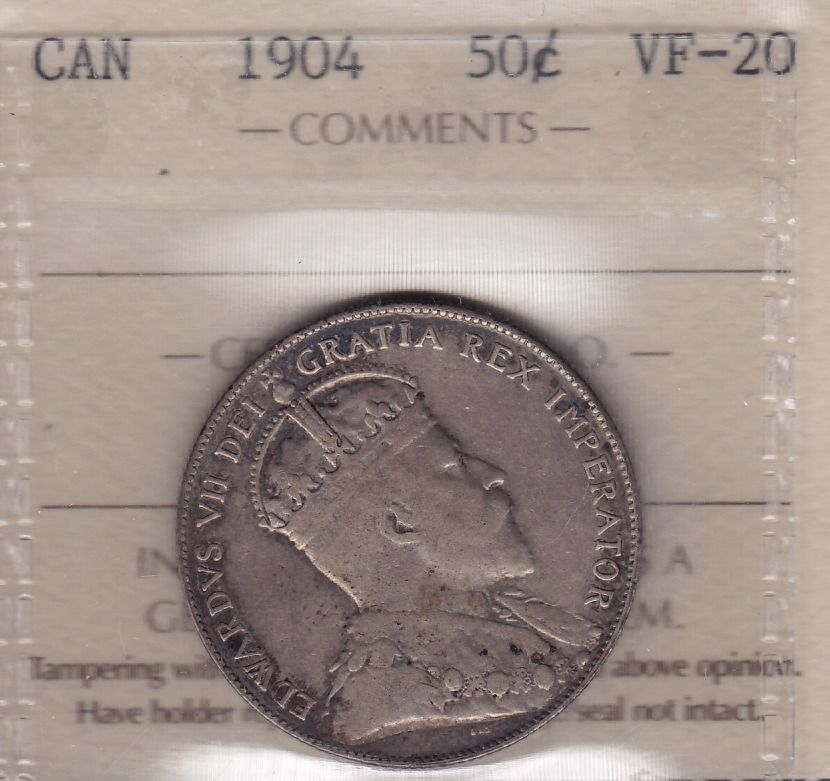 CAN 1904 50¢ VF-20
— COMMENTS —
EDWARDVS VII DEI GRATIA REX IMPERATOR
Tampering above opinion.
Have holder seal not intact.